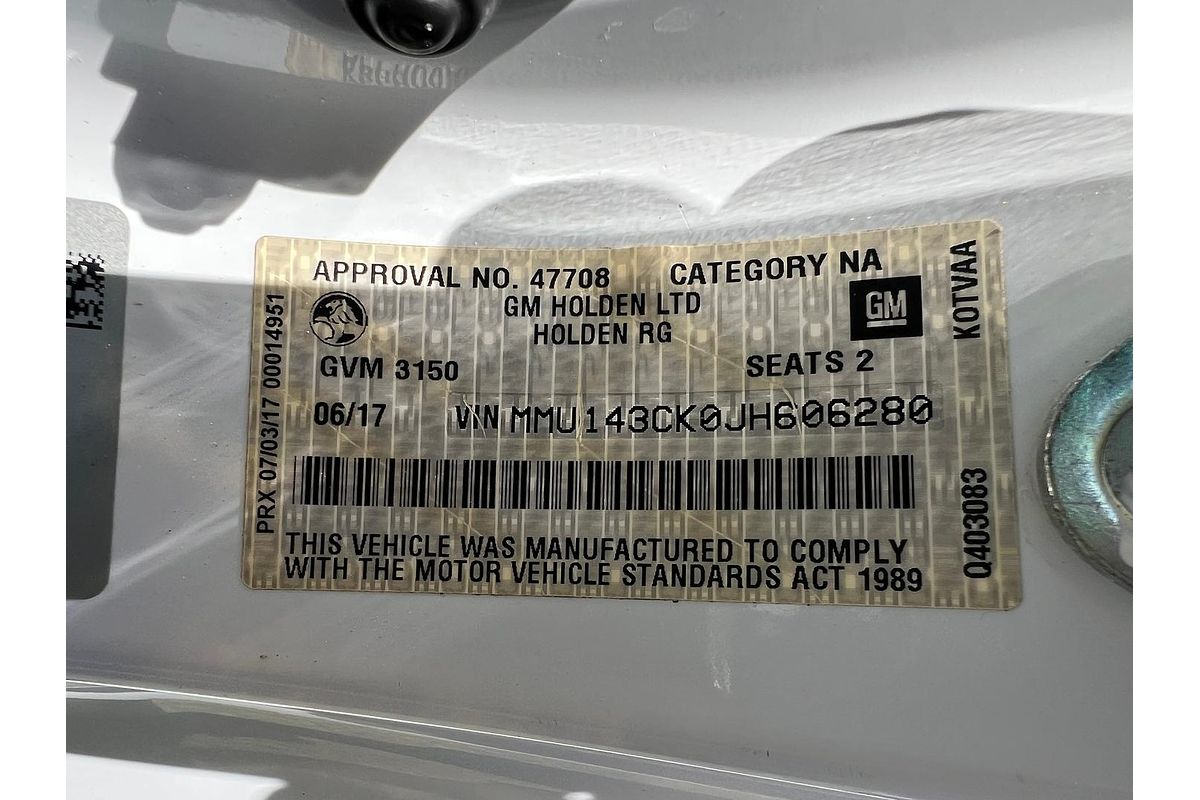 APPROVAL NO. 47708 CATEGORY NA
GM HOLDEN LTD
HOLDEN RG
GM
GVM 3150 SEATS 2
06/17 VIN MMU143CK0JH606280
THIS VEHICLE WAS MANUFACTURED TO COMPLY
WITH THE MOTOR VEHICLE STANDARDS ACT 1989
PRX 07/03/17 00014951
KOTVAA
Q403083